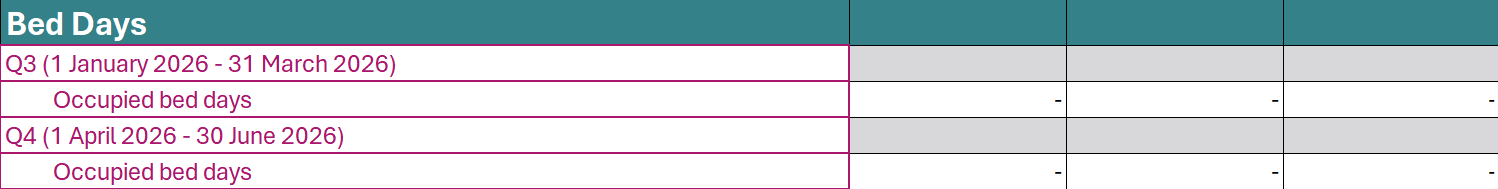 Bed Days
Q3 (1 January 2026 - 31 March 2026)
Occupied bed days - - -
Q4 (1 April 2026 - 30 June 2026)
Occupied bed days - - -